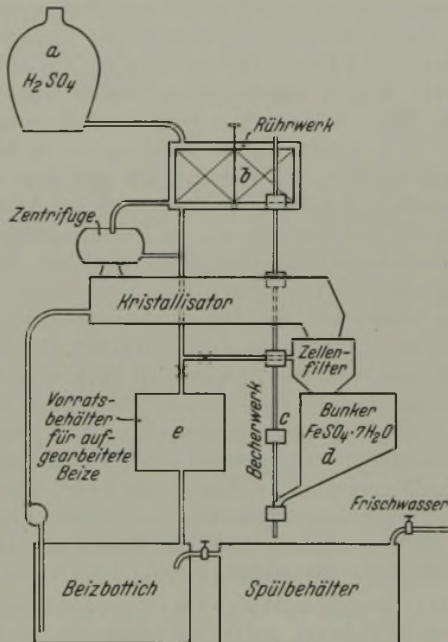 a
H₂SO₄
Rührwerk
b
Zentrifuge
Kristallisator
Zellen-
filter
Vorrats-
behälter
für auf-
gearbeitete
Beize
e
Becherwerk
c
Bunker
FeSO₄·7H₂O
d
Frischwasser
Beizbottich
Spülbehälter